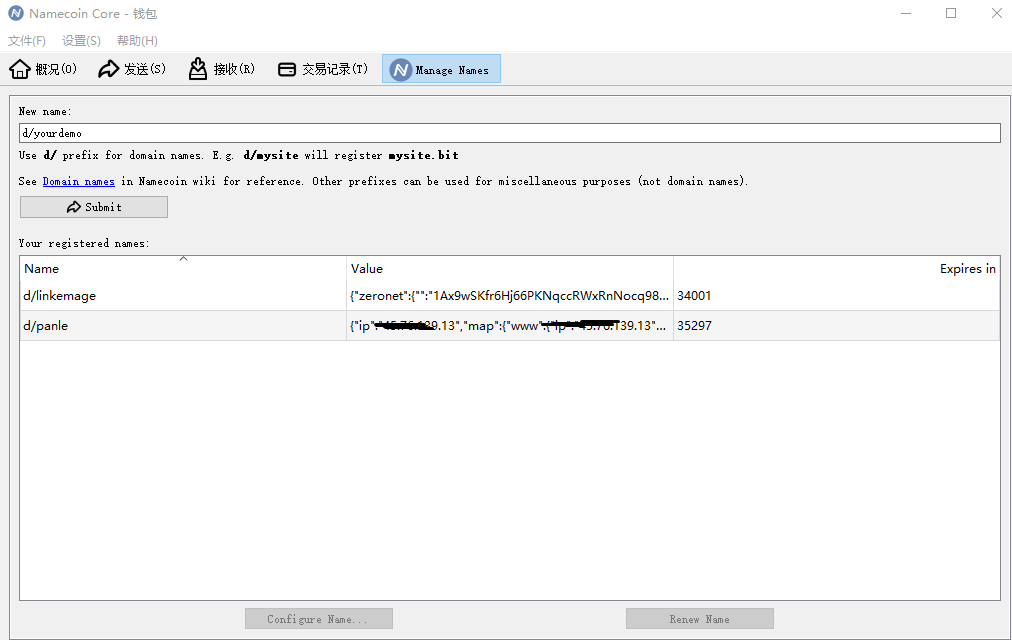 Namecoin Core - 钱包
文件(F) 设置(S) 帮助(H)
概况(O) 发送(S) 接收(R) 交易记录(T) Manage Names
New name:
d/yourdemo
Use d/ prefix for domain names. E.g. d/mysite will register mysite.bit
See Domain names in Namecoin wiki for reference. Other prefixes can be used for miscellaneous purposes (not domain names).
Submit
Your registered names:
Name Value Expires in
d/linkemage {"zeronet":{"":"1Ax9wSKfr6Hj66PKNqccRWxRnNocq98... 34001
d/panle {"ip" 9.13","map":{"www" 139.13"... 35297
Configure Name... Renew Name